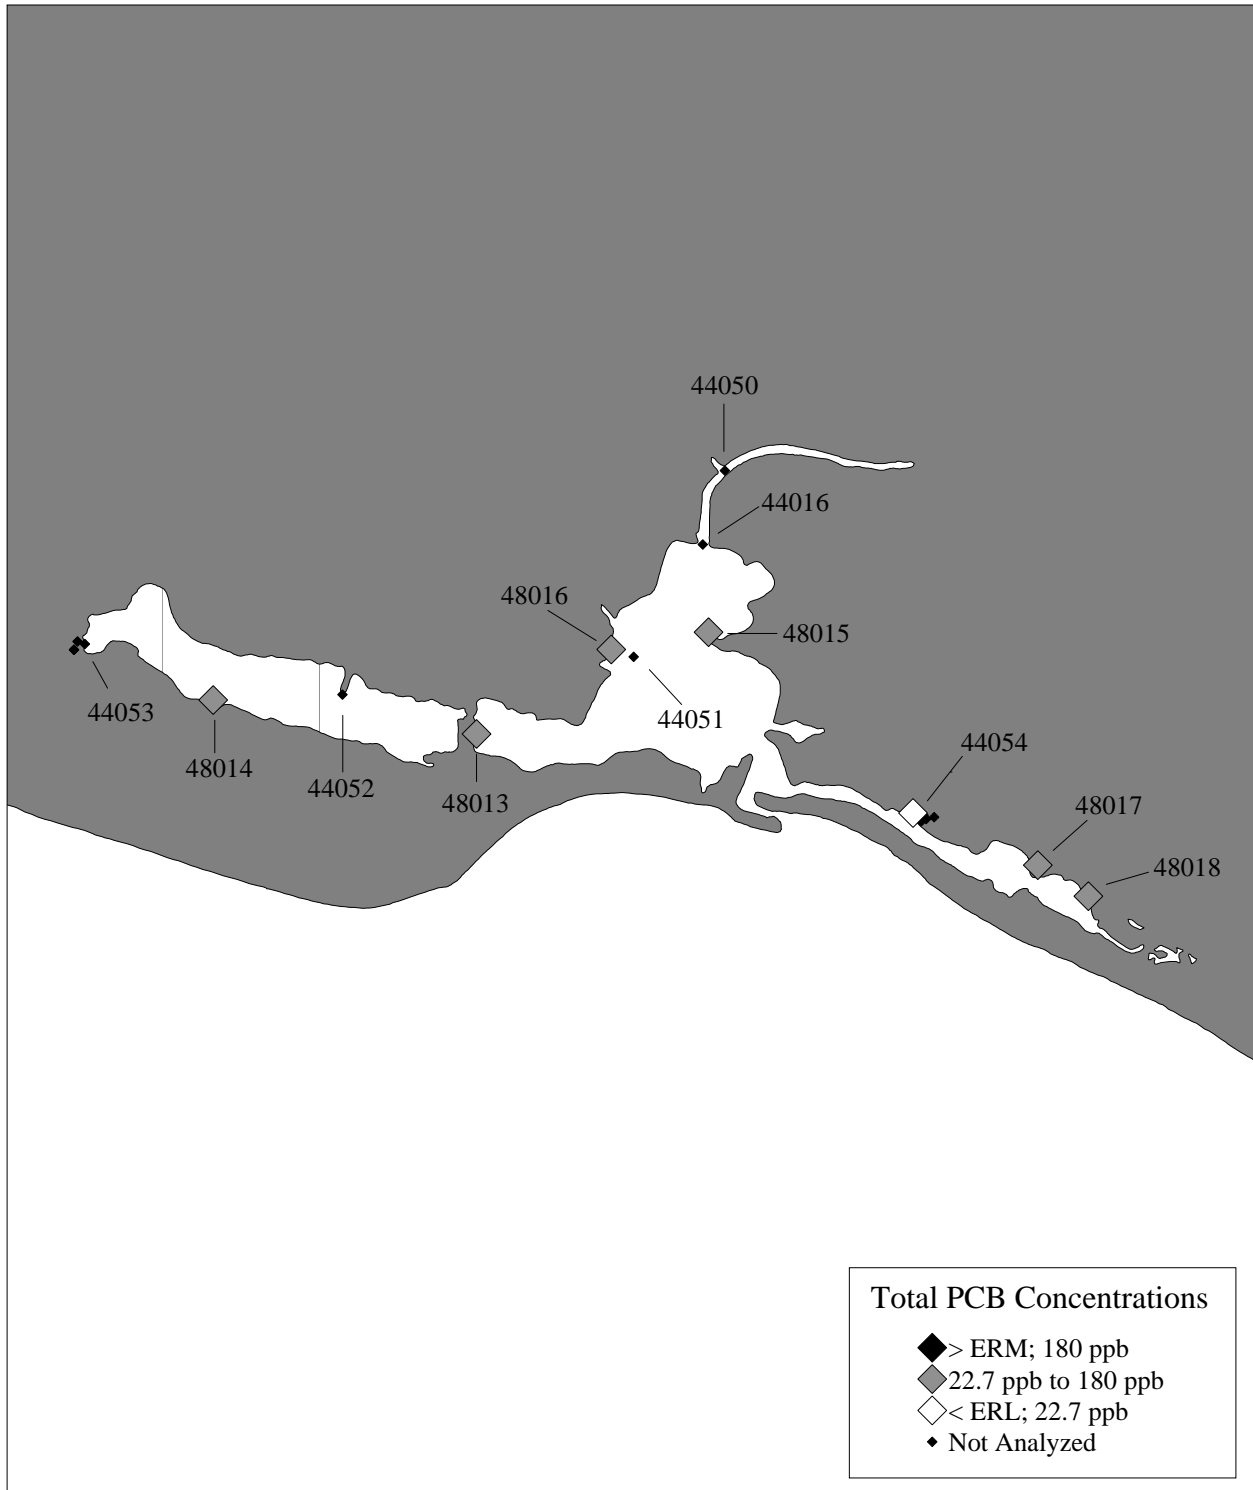 44050
44016
48016
48015
44053
44051
44054
48014
44052
48013
48017
48018
Total PCB Concentrations
> ERM; 180 ppb
22.7 ppb to 180 ppb
< ERL; 22.7 ppb
Not Analyzed